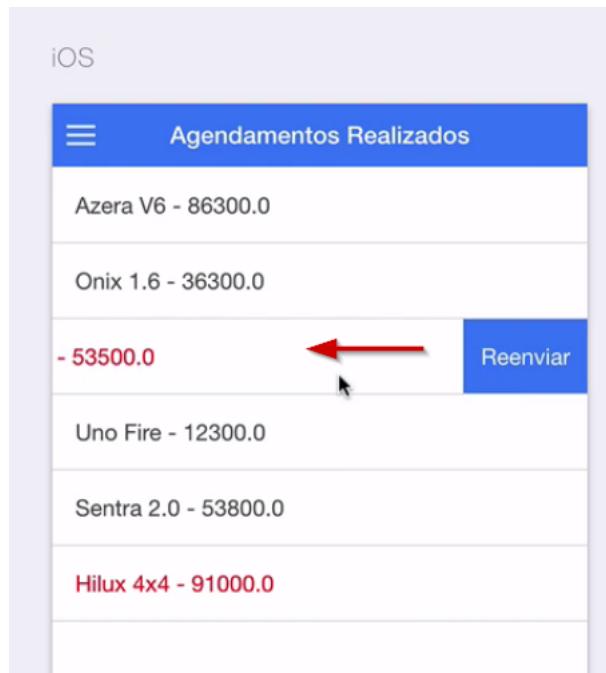 iOS
Agendamentos Realizados
Azera V6 - 86300.0
Onix 1.6 - 36300.0
- 53500.0 Reenviar
Uno Fire - 12300.0
Sentra 2.0 - 53800.0
Hilux 4x4 - 91000.0